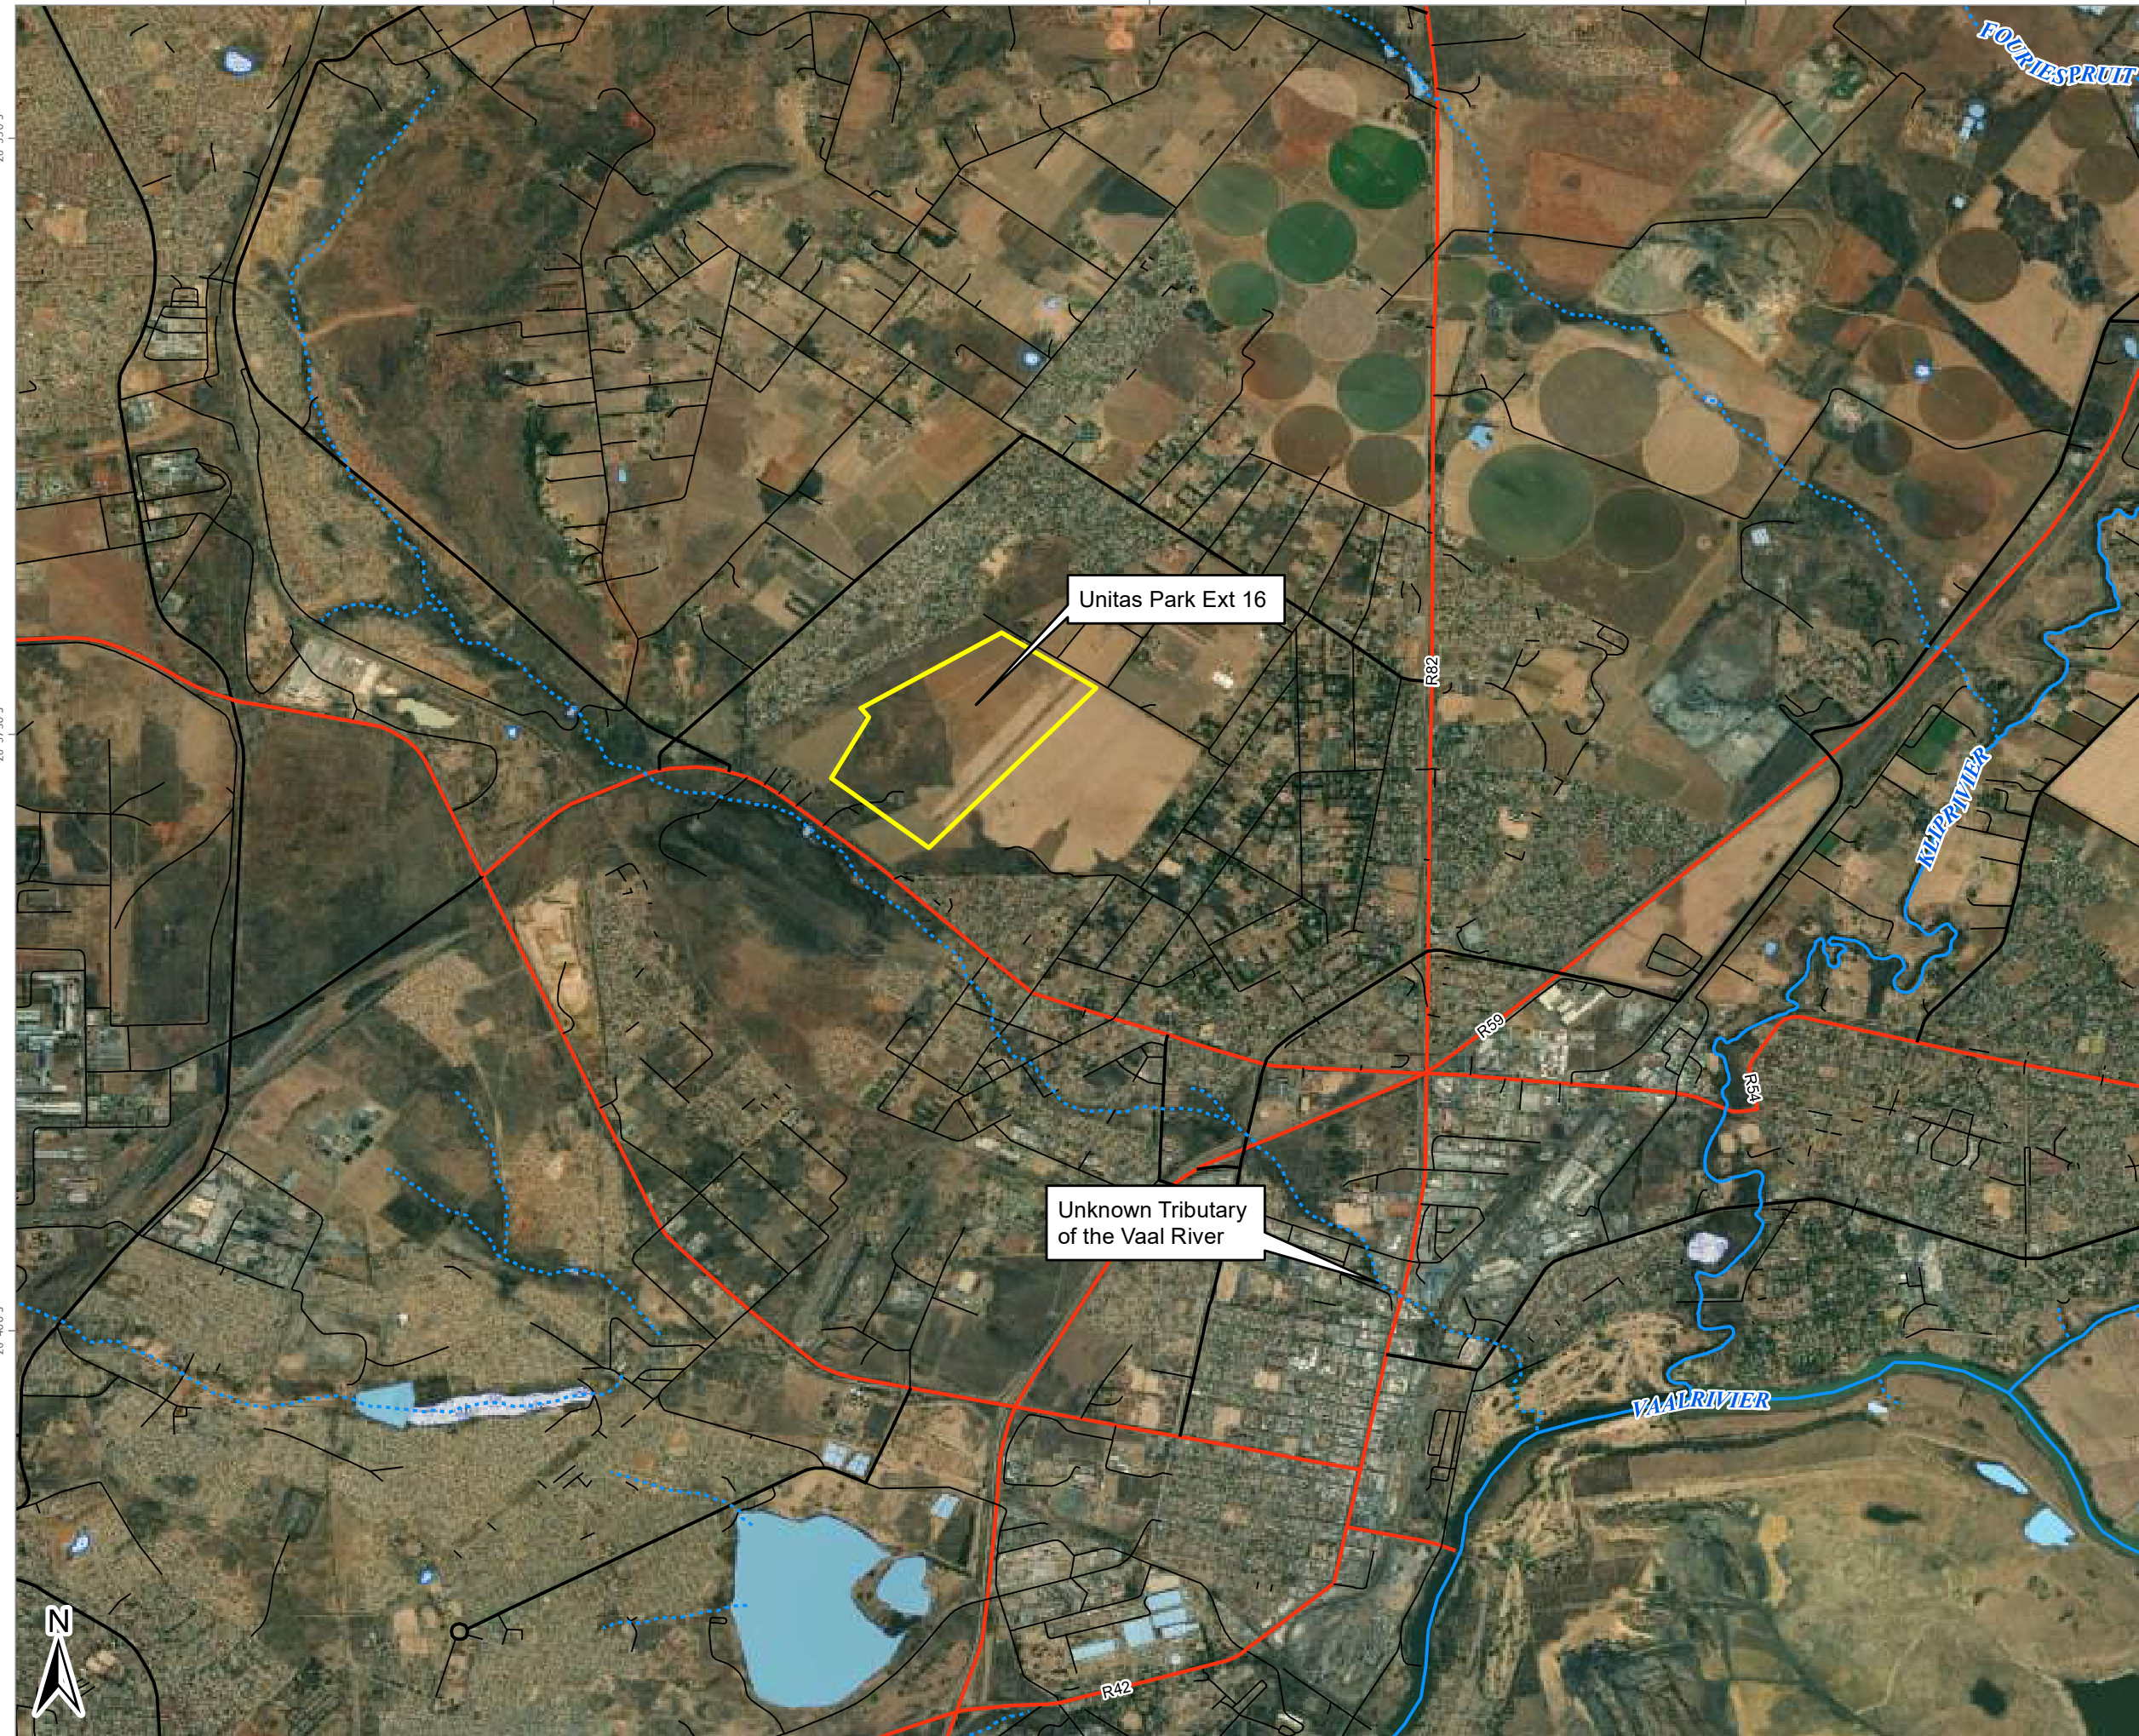 FOURIESPRUIT
Unitas Park Ext 16
R82
KLIPRIVIER
R59
R54
Unknown Tributary
of the Vaal River
VAALRIVIER
N
R42